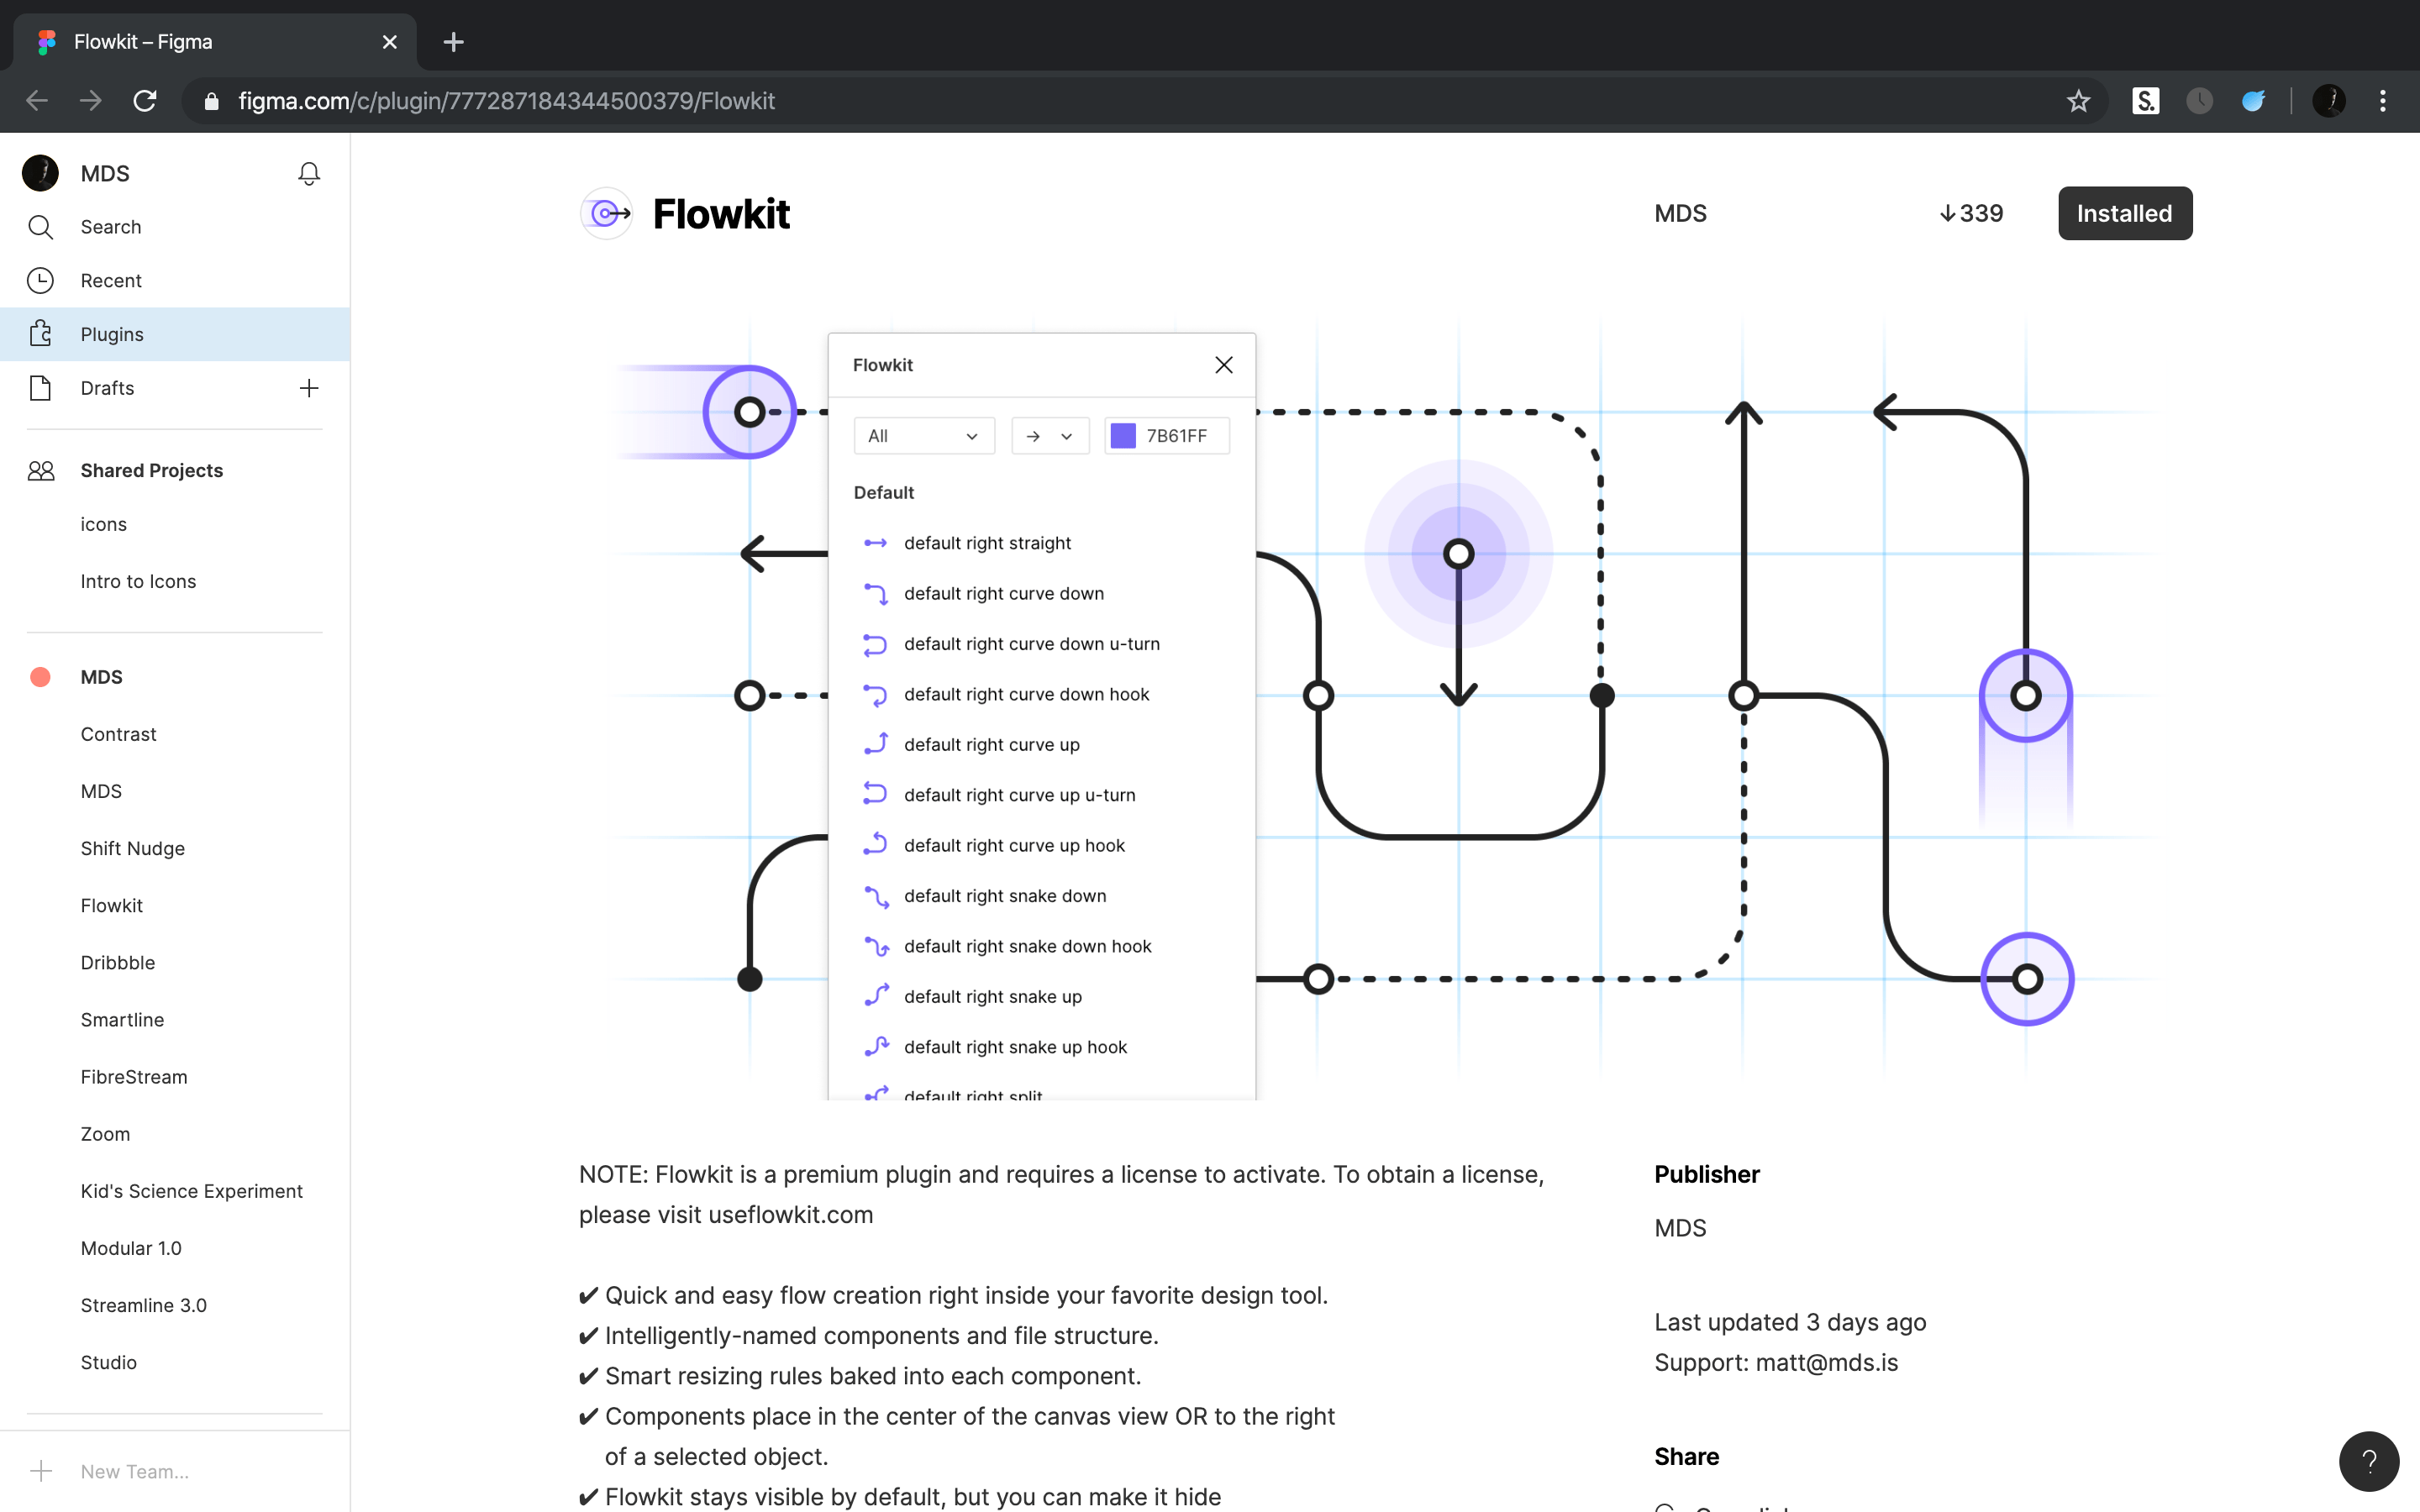 Flowkit – Figma
figma.com/c/plugin/777287184344500379/Flowkit
S.
MDS
Search
Recent
Plugins
Drafts
Shared Projects
icons
Intro to Icons
MDS
Contrast
MDS
Shift Nudge
Flowkit
Dribbble
Smartline
FibreStream
Zoom
Kid's Science Experiment
Modular 1.0
Streamline 3.0
Studio
New Team...
Flowkit
MDS
339
Installed
Flowkit
All
7B61FF
Default
default right straight
default right curve down
default right curve down u-turn
default right curve down hook
default right curve up
default right curve up u-turn
default right curve up hook
default right snake down
default right snake down hook
default right snake up
default right snake up hook
default right split
NOTE: Flowkit is a premium plugin and requires a license to activate. To obtain a license,
please visit useflowkit.com
✔ Quick and easy flow creation right inside your favorite design tool.
✔ Intelligently-named components and file structure.
✔ Smart resizing rules baked into each component.
✔ Components place in the center of the canvas view OR to the right
of a selected object.
✔ Flowkit stays visible by default, but you can make it hide
Publisher
MDS
Last updated 3 days ago
Support: matt@mds.is
Share
?